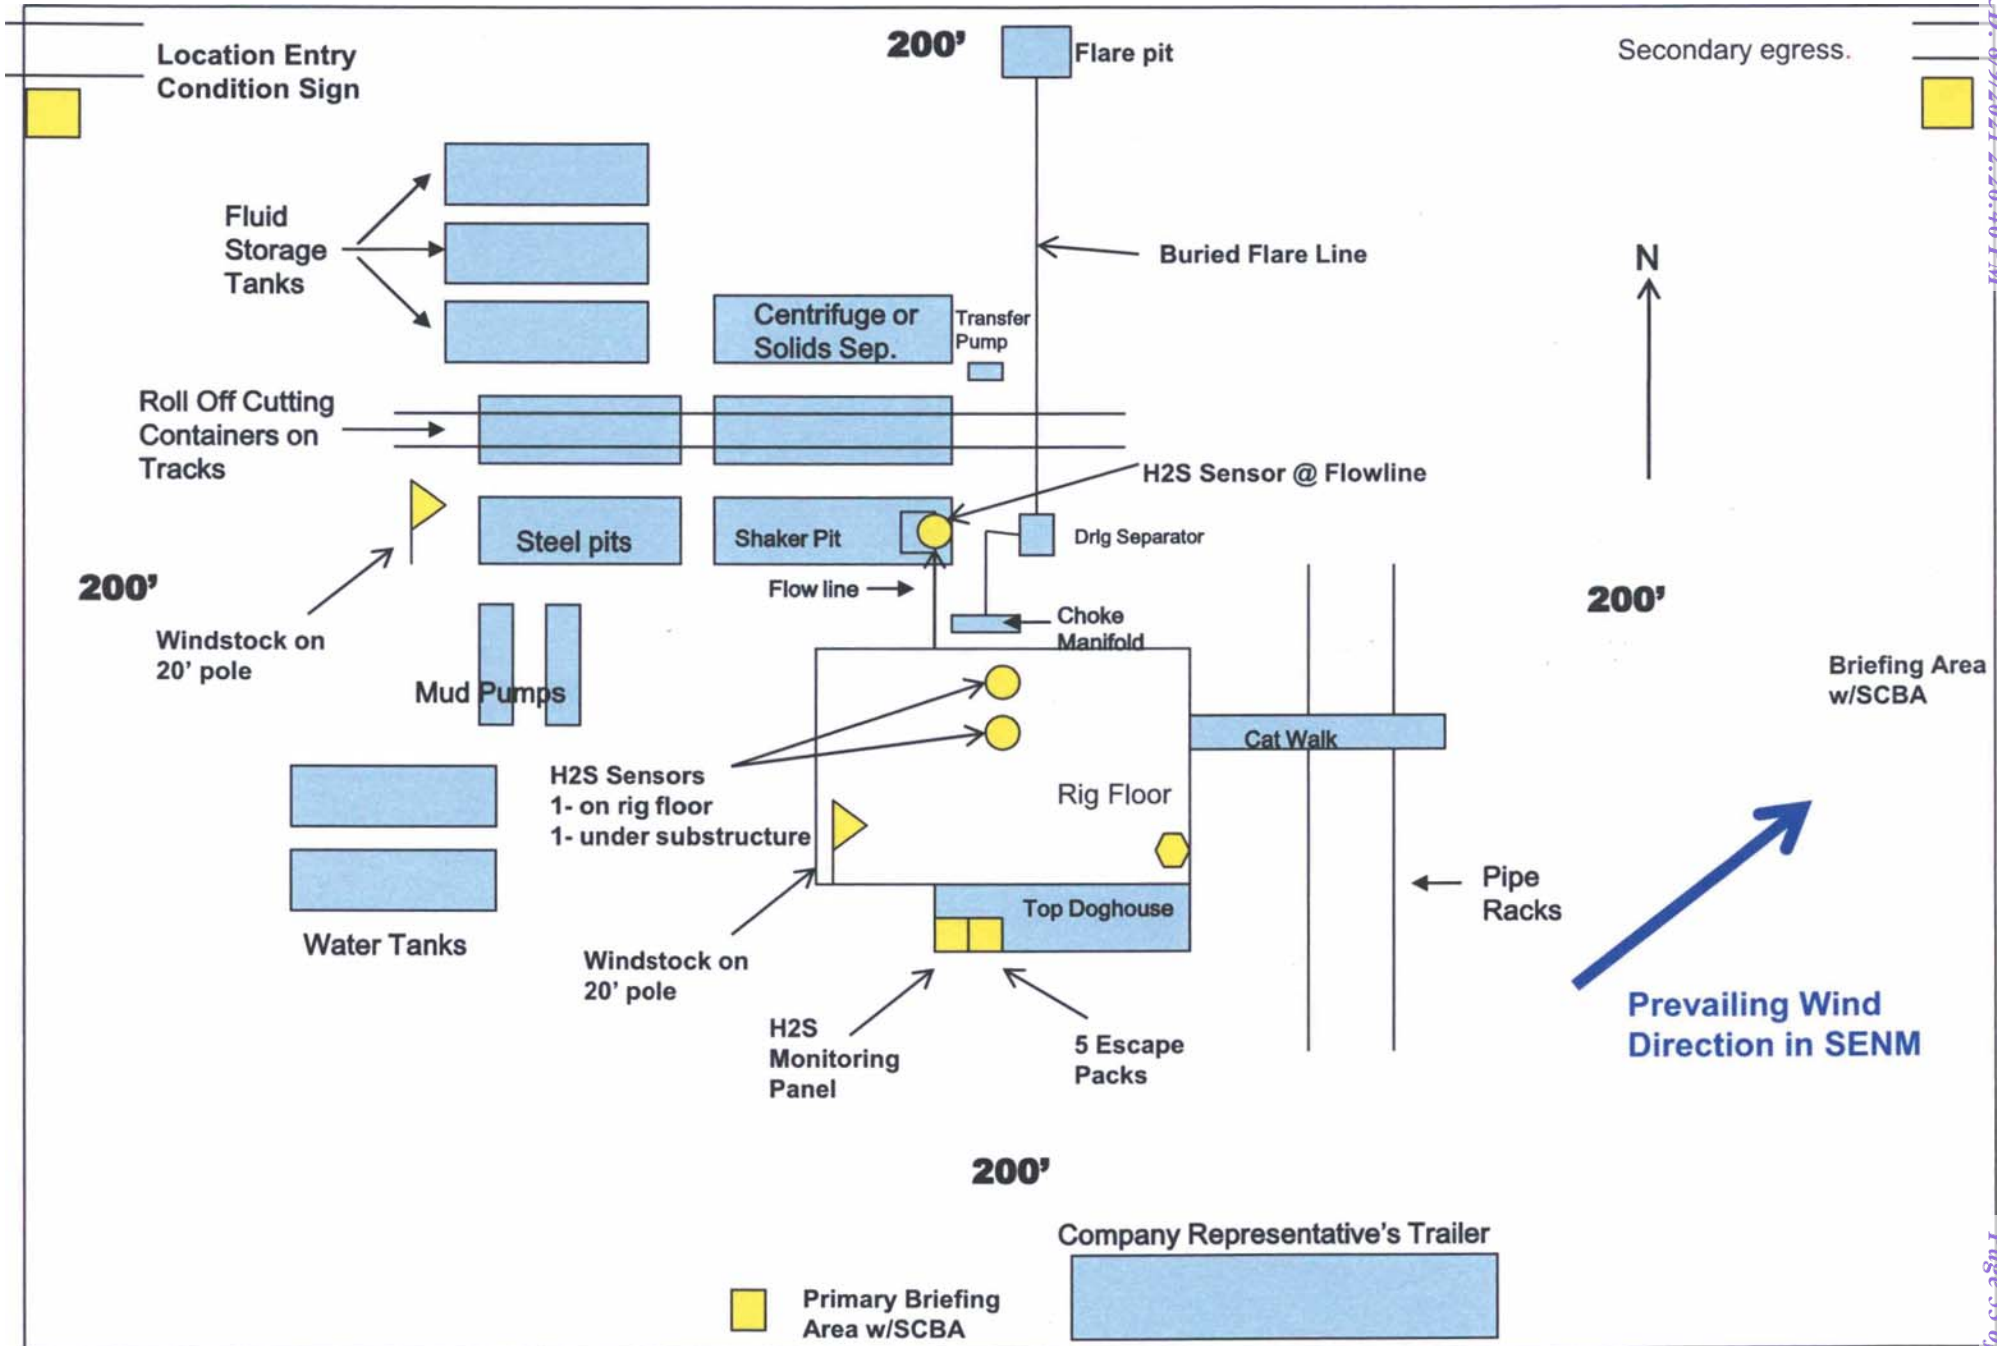 Location Entry
Condition Sign
200’
Flare pit
Secondary egress.
Fluid
Storage
Tanks
Buried Flare Line
N
Centrifuge or
Solids Sep.
Transfer
Pump
Roll Off Cutting
Containers on
Tracks
H2S Sensor @ Flowline
Steel pits
Shaker Pit
Drlg Separator
200’
Flow line
200’
Windstock on
20’ pole
Choke
Manifold
Briefing Area
w/SCBA
Mud Pumps
Cat Walk
H2S Sensors
1- on rig floor
1- under substructure
Rig Floor
Pipe
Racks
Top Doghouse
Water Tanks
Windstock on
20’ pole
Prevailing Wind
Direction in SENM
H2S
Monitoring
Panel
5 Escape
Packs
200’
Company Representative’s Trailer
Primary Briefing
Area w/SCBA